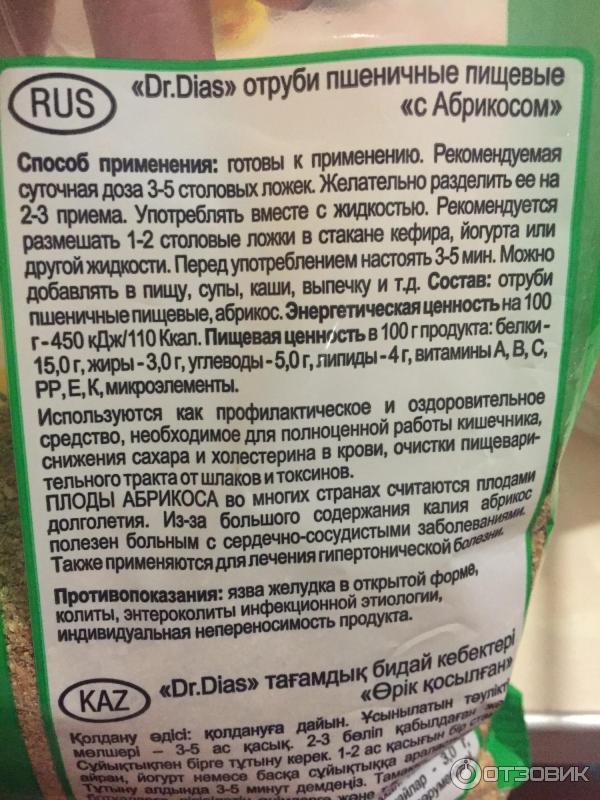 RUS
«Dr.Dias» отруби пшеничные пищевые
«с Абрикосом»
Способ применения: готовы к применению. Рекомендуемая
суточная доза 3-5 столовых ложек. Желательно разделить ее на
2-3 приема. Употреблять вместе с жидкостью. Рекомендуется
размешать 1-2 столовые ложки в стакане кефира, йогурта или
другой жидкости. Перед употреблением настоять 3-5 мин. Можно
добавлять в пищу, супы, каши, выпечку и т.д. Состав: отруби
пшеничные пищевые, абрикос. Энергетическая ценность на 100
г - 450 кДж/110 Ккал. Пищевая ценность в 100 г продукта: белки -
15,0 г, жиры - 3,0 г, углеводы - 5,0 г, липиды - 4 г, витамины А, В, С,
РР, Е, К, микроэлементы.
Используются как профилактическое и оздоровительное
средство, необходимое для полноценной работы кишечника,
снижения сахара и холестерина в крови, очистки пищевари-
тельного тракта от шлаков и токсинов.
ПЛОДЫ АБРИКОСА во многих странах считаются плодами
долголетия. Из-за большого содержания калия абрикос
полезен больным с сердечно-сосудистыми заболеваниями.
Также применяются для лечения гипертонической болезни.
Противопоказания: язва желудка в открытой форме,
колиты, энтероколиты инфекционной этиологии,
индивидуальная непереносимость продукта.
KAZ
«Dr.Dias» тағамдық бидай кебектері
«Өрік қосылған»
Қолдану әдісі: қолдануға дайын. Ұсынылатын тәулікт
мөлшері – 3-5 ас қасық. 2-3 бөліп қабылдаған
Сұйықтықпен бірге тұтыну керек. 1-2 ас қасығын бір
айран, йогурт немесе басқа сұйықтыққа
Тұтыну алдында 3-5 минут демдеңіз.
3,0 г,
ОТЗОВИК